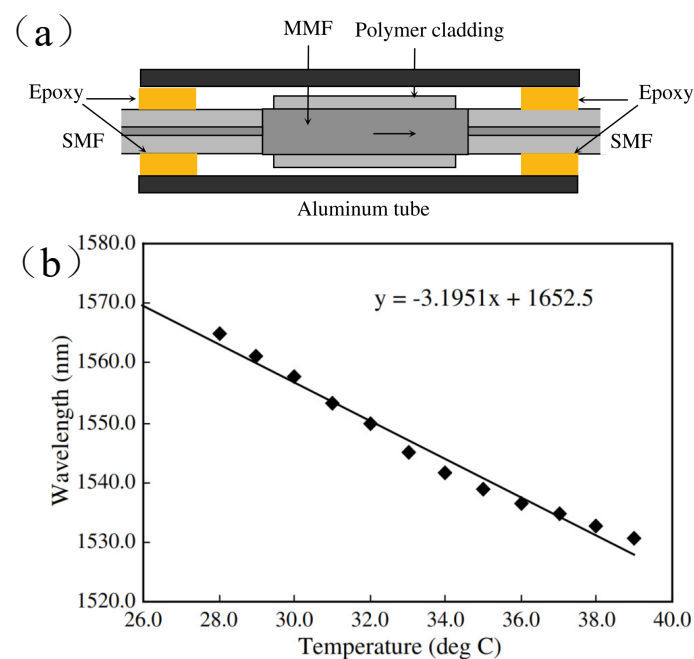 (a)
MMF Polymer cladding
Epoxy Epoxy
SMF SMF
Aluminum tube
(b)
y = -3.1951x + 1652.5
Wavelength (nm)
1580.0
1570.0
1560.0
1550.0
1540.0
1530.0
1520.0
26.0 28.0 30.0 32.0 34.0 36.0 38.0 40.0
Temperature (deg C)